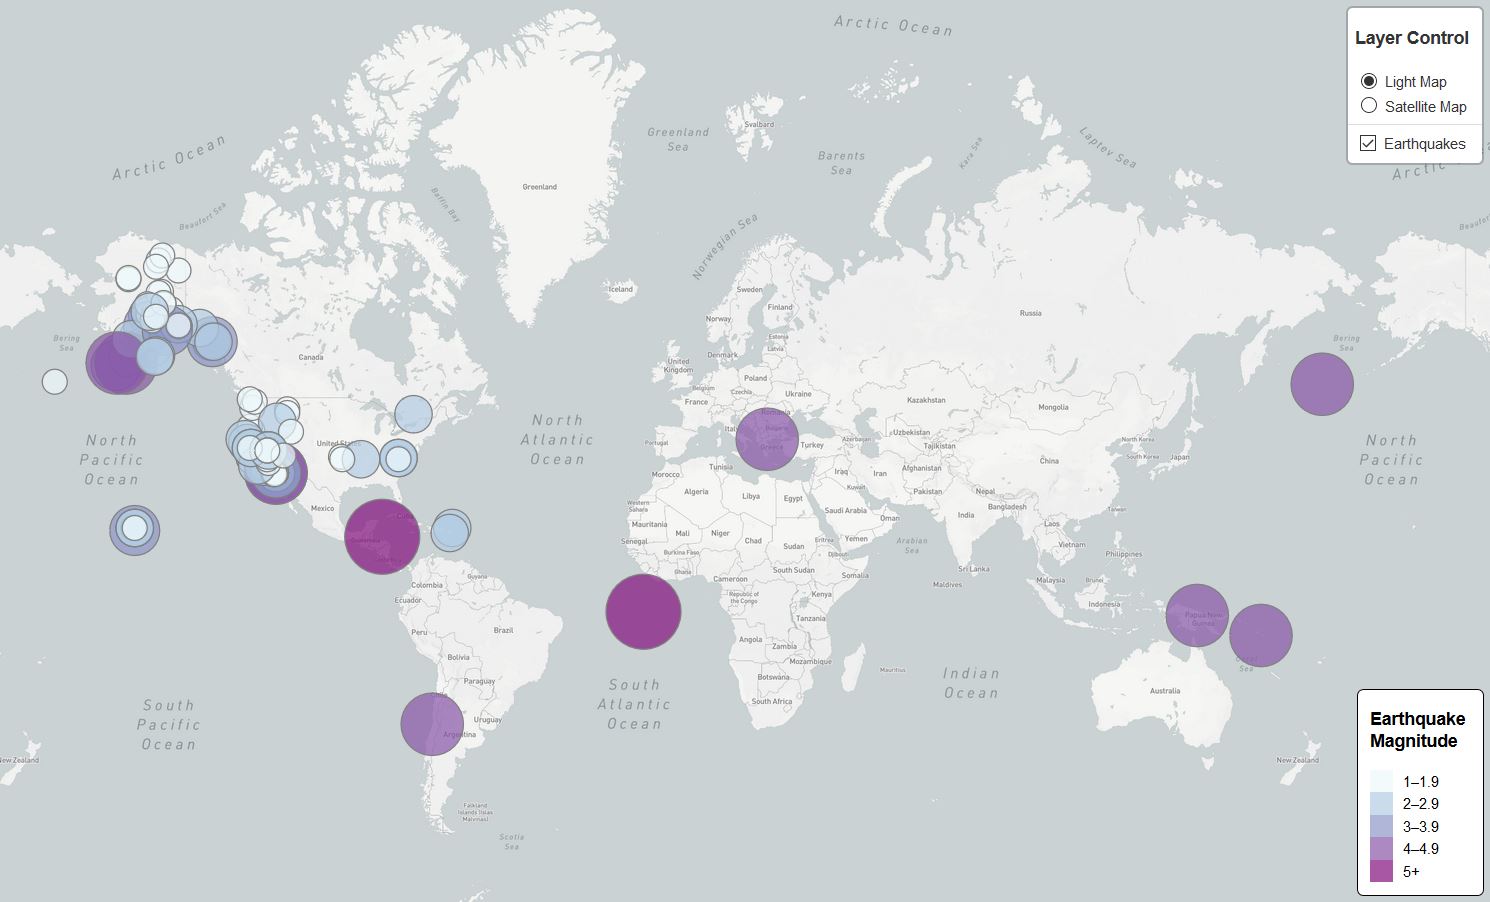 Arctic Ocean
Layer Control
Light Map
Satellite Map
Earthquakes
Arctic
Arctic Ocean
Greenland
Sea
Svalbard
Barents
Sea
Kara Sea
Laptev Sea
Greenland
Baffin Bay
Beaufort Sea
Norwegian Sea
Iceland
Sweden
Finland
Norway
Russia
Estonia
Latvia
Denmark
United
Kingdom
Bering
Sea
Bering
Sea
Canada
Belgium
Poland
Czechia
Ukraine
France
Romania
Kazakhstan
Mongolia
Portugal
Italy
Bulgaria
Greece
Turkey
Azerbaijan
Uzbekistan
Tajikistan
North Korea
South Korea
Japan
China
United States
North
Pacific
Ocean
North
Atlantic
Ocean
North
Pacific
Ocean
Tunisia
Morocco
Algeria
Libya
Egypt
Iraq
Iran
Afghanistan
Kuwait
Pakistan
Nepal
Bangladesh
India
Western
Sahara
Saudi Arabia
Oman
Taiwan
Mexico
Cuba
Guatemala
Mauritania
Mali
Niger
Chad
Sudan
Eritrea
Yemen
Arabian
Sea
Laos
Vietnam
Philippines
Senegal
Burkina Faso
Djibouti
Ghana
South Sudan
Somalia
Sri Lanka
Maldives
Malaysia
Brunei
Cameroon
Guyana
Colombia
Ecuador
Republic of
the Congo
Kenya
Indonesia
Papua New
Guinea
Tanzania
Peru
Brazil
Angola
Zambia
Mozambique
Coral
Sea
Bolivia
Mauritius
Botswana
Paraguay
Chile
South Africa
Australia
Indian
Ocean
South
Atlantic
Ocean
South
Pacific
Ocean
Uruguay
Argentina
New Zealand
New Zealand
Falkland
Islands (Islas
Malvinas)
Scotia
Sea
Earthquake
Magnitude
1–1.9
2–2.9
3–3.9
4–4.9
5+